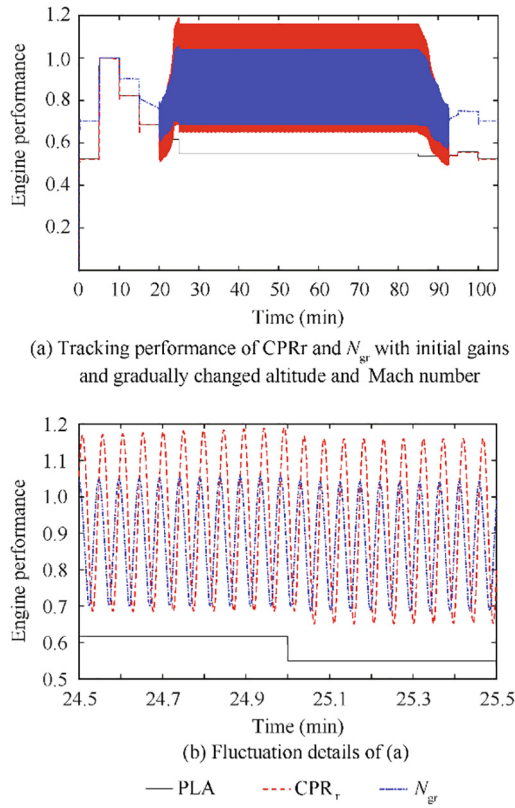 Engine performance
1.2
1.0
0.8
0.6
0.4
0.2
0 10 20 30 40 50 60 70 80 90 100
Time (min)
(a) Tracking performance of CPRr and Ngr with initial gains
and gradually changed altitude and Mach number
Engine performance
1.2
1.1
1.0
0.9
0.8
0.7
0.6
0.5
24.5 24.7 24.9 25.1 25.3 25.5
Time (min)
(b) Fluctuation details of (a)
PLA CPRr Ngr